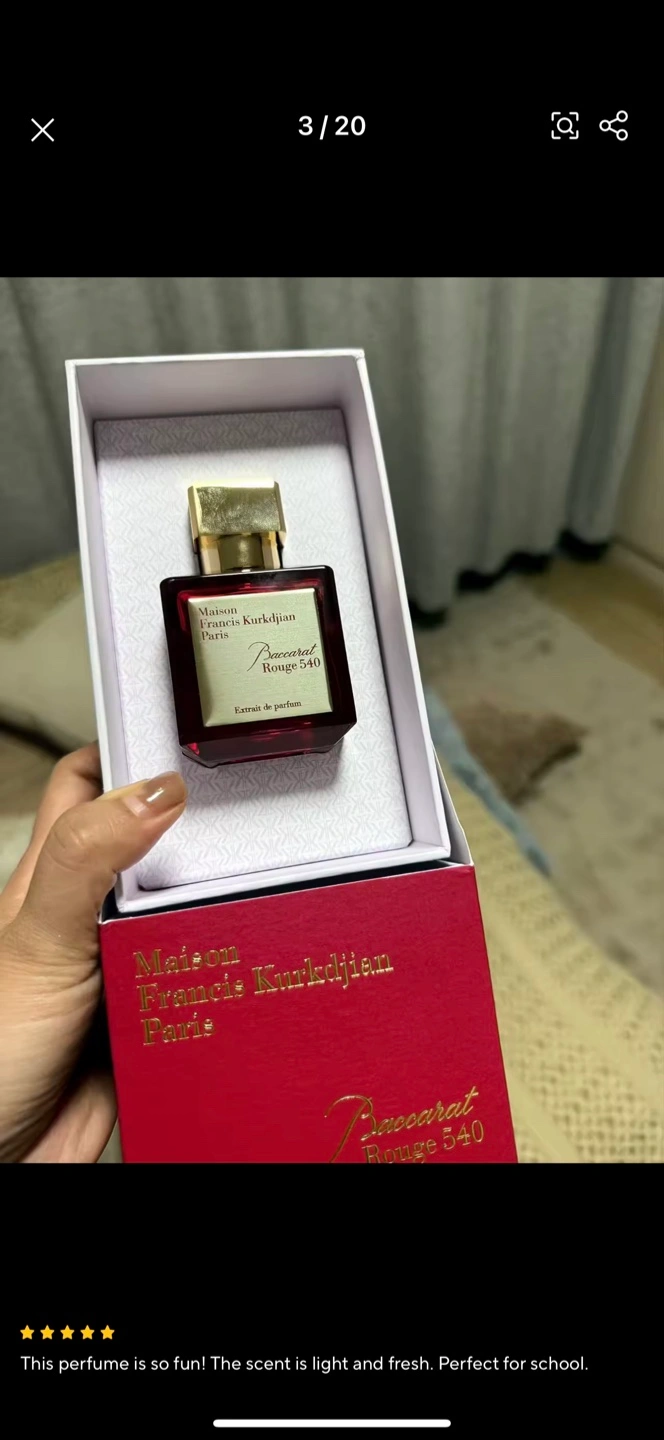 3 / 20
Maison
Francis Kurkdjian
Paris
Baccarat
Rouge 540
Extrait de parfum
Maison
Francis Kurkdjian
Paris
Baccarat
Rouge 540
This perfume is so fun! The scent is light and fresh. Perfect for school.